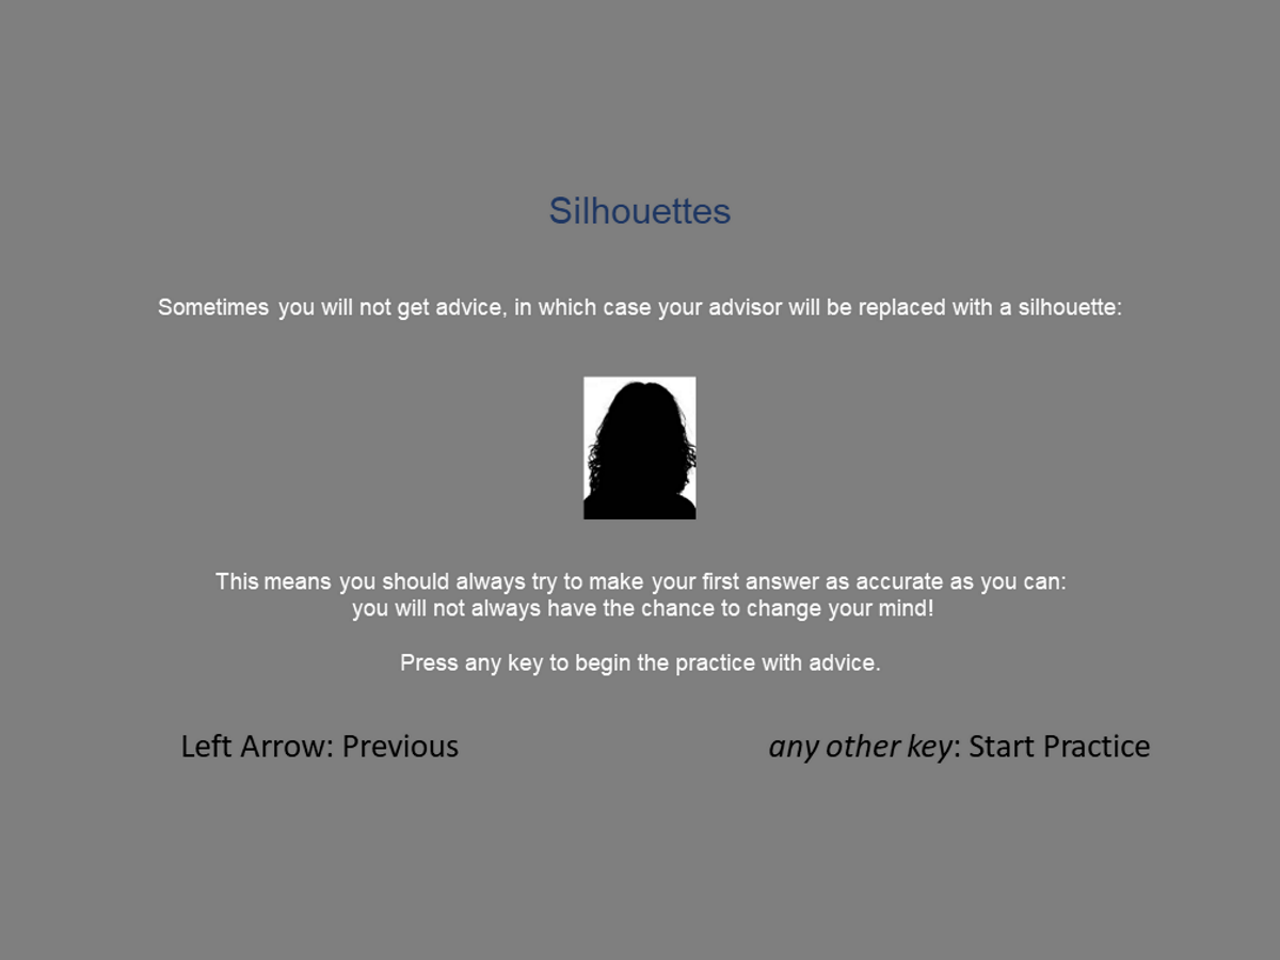 Silhouettes
Sometimes you will not get advice, in which case your advisor will be replaced with a silhouette:
This means you should always try to make your first answer as accurate as you can:
you will not always have the chance to change your mind!
Press any key to begin the practice with advice.
Left Arrow: Previous
any other key: Start Practice